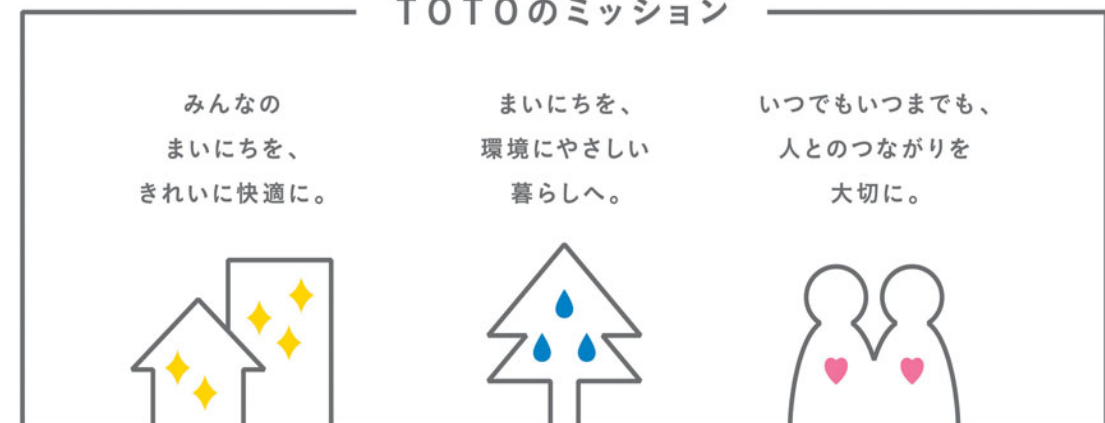 TOTOのミッション
みんなの
まいにちを、
きれいに快適に。
まいにちを、
環境にやさしい
暮らしへ。
いつでもいつまでも、
人とのつながりを
大切に。